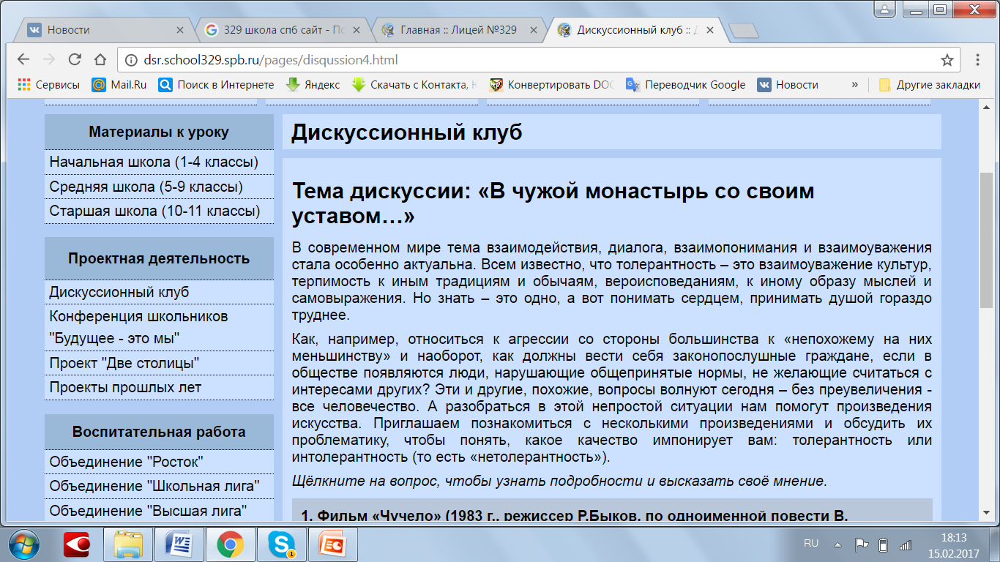 Новости
329 школа спб сайт - По
Главная :: Лицей №329
Дискуссионный клуб :: Д
dsr.school329.spb.ru/pages/disqussion4.html
Сервисы
Mail.Ru
Поиск в Интернете
Яндекс
Скачать с Контакта, Н
Конвертировать DOC
Переводчик Google
Новости
»
Другие закладки
Материалы к уроку
Начальная школа (1-4 классы)
Средняя школа (5-9 классы)
Старшая школа (10-11 классы)
Проектная деятельность
Дискуссионный клуб
Конференция школьников
"Будущее - это мы"
Проект "Две столицы"
Проекты прошлых лет
Воспитательная работа
Объединение "Росток"
Объединение "Школьная лига"
Объединение "Высшая лига"
Дискуссионный клуб
Тема дискуссии: «В чужой монастырь со своим
уставом…»
В современном мире тема взаимодействия, диалога, взаимопонимания и взаимоуважения
стала особенно актуальна. Всем известно, что толерантность – это взаимоуважение культур,
терпимость к иным традициям и обычаям, вероисповеданиям, к иному образу мыслей и
самовыражения. Но знать – это одно, а вот понимать сердцем, принимать душой гораздо
труднее.
Как, например, относиться к агрессии со стороны большинства к «непохожему на них
меньшинству» и наоборот, как должны вести себя законопослушные граждане, если в
обществе появляются люди, нарушающие общепринятые нормы, не желающие считаться с
интересами других? Эти и другие, похожие, вопросы волнуют сегодня – без преувеличения -
все человечество. А разобраться в этой непростой ситуации нам помогут произведения
искусства. Приглашаем познакомиться с несколькими произведениями и обсудить их
проблематику, чтобы понять, какое качество импонирует вам: толерантность или
интолерантность (то есть «нетолерантность»).
Щёлкните на вопрос, чтобы узнать подробности и высказать своё мнение.
1. Фильм «Чучело» (1983 г., режиссер Р.Быков, по одноименной повести В.
1
RU
18:13
15.02.2017